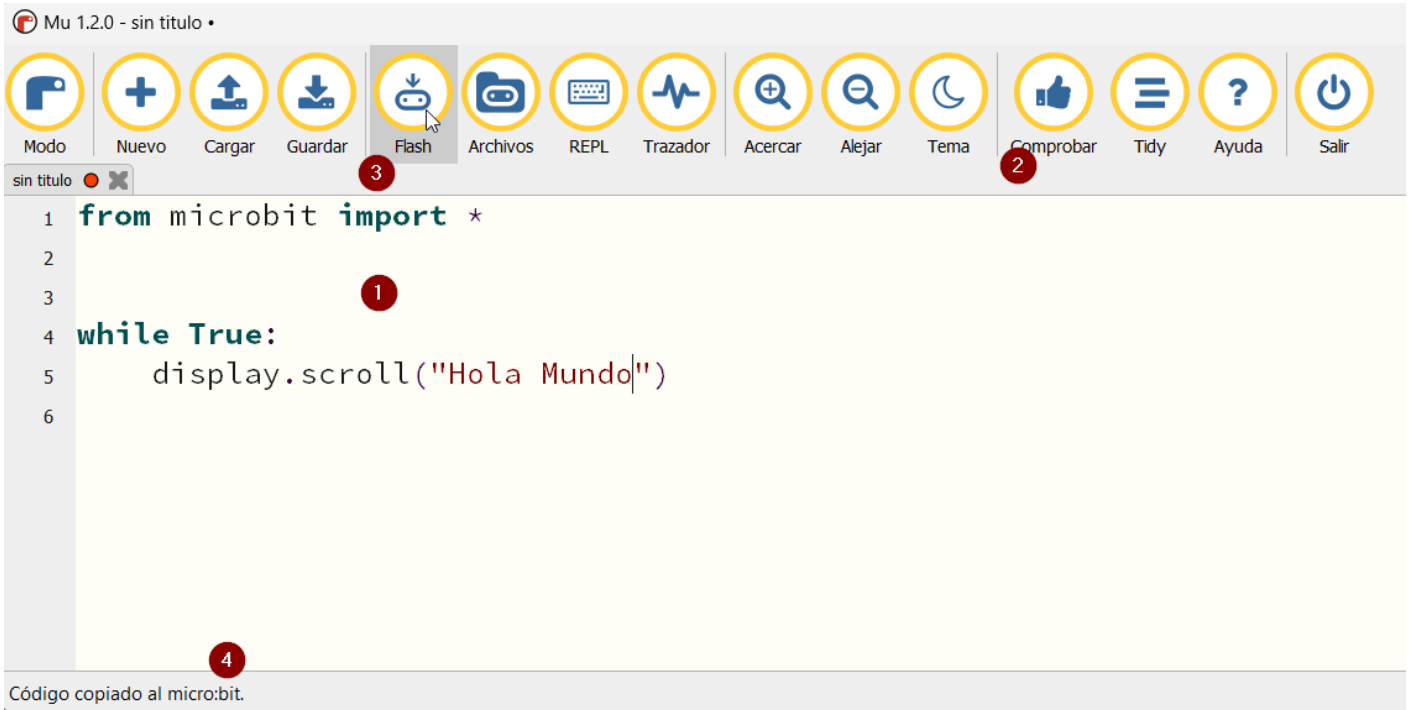 Mu 1.2.0 - sin titulo •
Modo Nuevo Cargar Guardar Flash Archivos REPL Trazador Acercar Alejar Tema Comprobar Tidy Ayuda Salir
3 2
sin titulo
1 from microbit import *
2
3
1
4 while True:
5 display.scroll("Hola Mundo")
6
4
Código copiado al micro:bit.